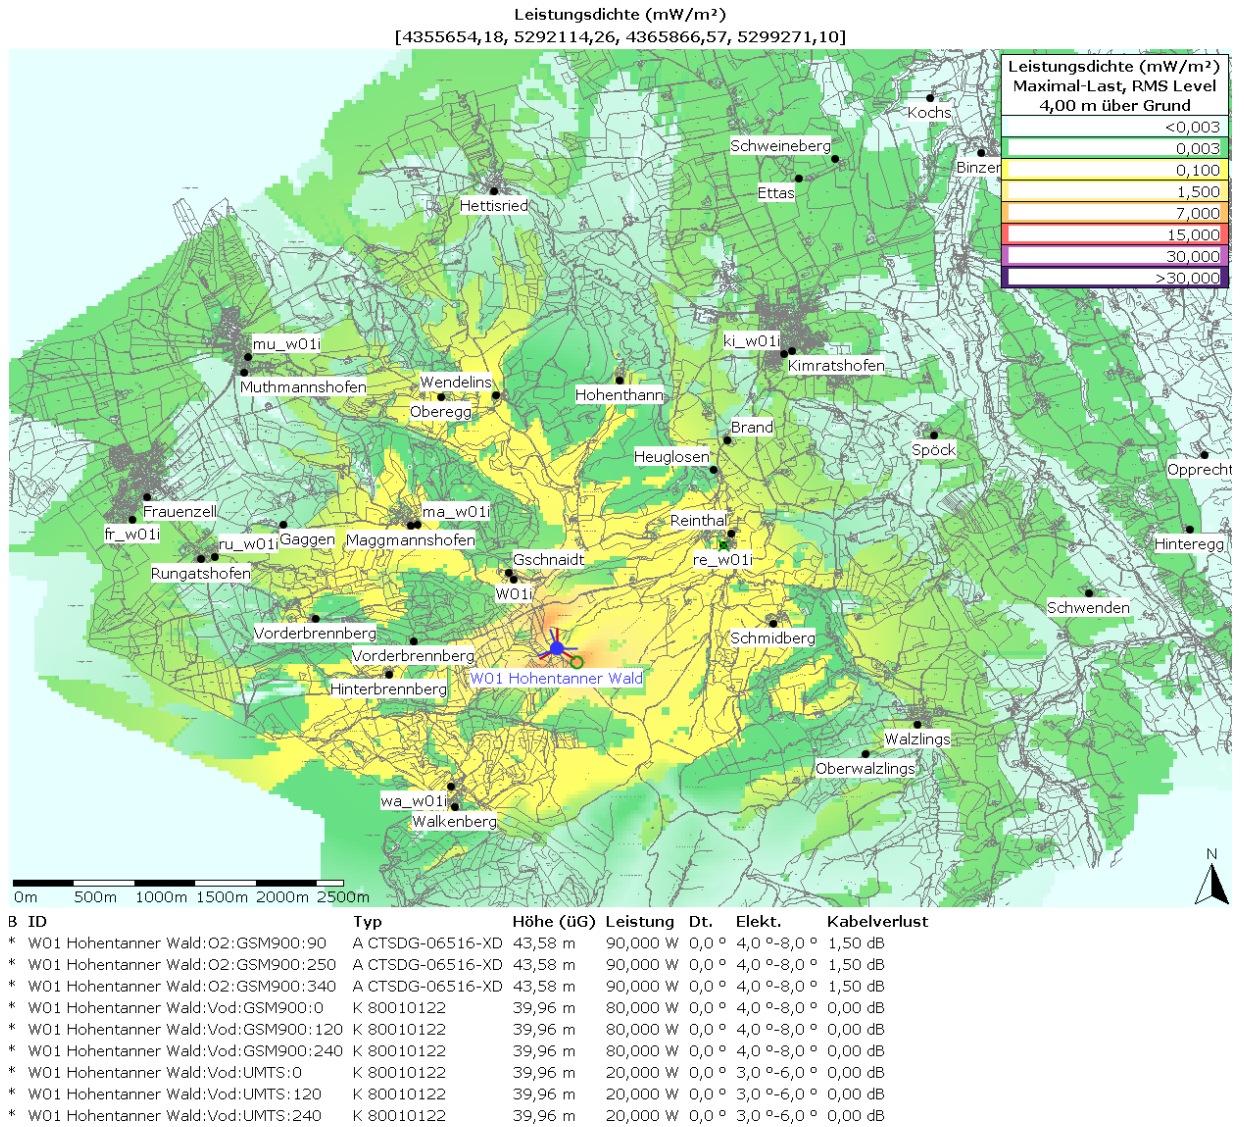 Leistungsdichte (mW/m²)
[4355654,18, 5292114,26, 4365866,57, 5299271,10]
Leistungsdichte (mW/m²)
Maximal-Last, RMS Level
4,00 m über Grund
<0,003
0,003
0,100
1,500
7,000
15,000
30,000
>30,000
Kochs
Schweineberg
Binzer
Ettas
Hettisried
mu_w01i
ki_w01i
Kimratshofen
Muthmannshofen
Wendelins
Hohenthann
Oberegg
Brand
Spöck
Heuglosen
Opprecht
Frauenzell
ma_w01i
Reinthal
fr_w01i
Gaggen
Maggmannshofen
ru_w01i
Hinteregg
Rungatshofen
Gschnaidt
re_w01i
W01i
Schwenden
Vorderbrennberg
Schmidberg
Vorderbrennberg
W01 Hohentanner Wald
Hinterbrennberg
Walzlings
Oberwalzlings
wa_w01i
Walkenberg
N
0m 500m 1000m 1500m 2000m 2500m
B ID Typ Höhe (üG) Leistung Dt. Elekt. Kabelverlust
* W01 Hohentanner Wald:O2:GSM900:90 A CTSDG-06516-XD 43,58 m 90,000 W 0,0 º 4,0 º-8,0 º 1,50 dB
* W01 Hohentanner Wald:O2:GSM900:250 A CTSDG-06516-XD 43,58 m 90,000 W 0,0 º 4,0 º-8,0 º 1,50 dB
* W01 Hohentanner Wald:O2:GSM900:340 A CTSDG-06516-XD 43,58 m 90,000 W 0,0 º 4,0 º-8,0 º 1,50 dB
* W01 Hohentanner Wald:Vod:GSM900:0 K 80010122 39,96 m 80,000 W 0,0 º 4,0 º-8,0 º 0,00 dB
* W01 Hohentanner Wald:Vod:GSM900:120 K 80010122 39,96 m 80,000 W 0,0 º 4,0 º-8,0 º 0,00 dB
* W01 Hohentanner Wald:Vod:GSM900:240 K 80010122 39,96 m 80,000 W 0,0 º 4,0 º-8,0 º 0,00 dB
* W01 Hohentanner Wald:Vod:UMTS:0 K 80010122 39,96 m 20,000 W 0,0 º 3,0 º-6,0 º 0,00 dB
* W01 Hohentanner Wald:Vod:UMTS:120 K 80010122 39,96 m 20,000 W 0,0 º 3,0 º-6,0 º 0,00 dB
* W01 Hohentanner Wald:Vod:UMTS:240 K 80010122 39,96 m 20,000 W 0,0 º 3,0 º-6,0 º 0,00 dB